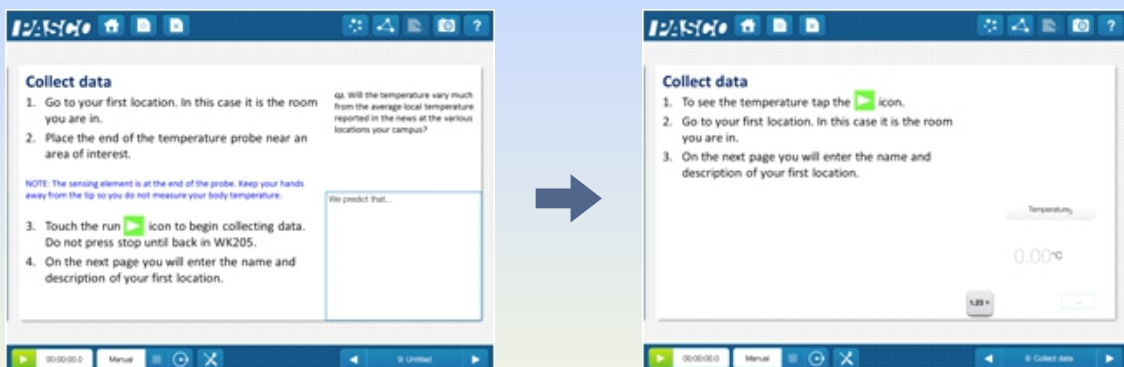 PASCO
?
Collect data
1. Go to your first location. In this case it is the room
you are in.
2. Place the end of the temperature probe near an
area of interest.
NOTE: The sensing element is at the end of the probe. Keep your hands
away from the tip so you do not measure your body temperature.
3. Touch the run icon to begin collecting data.
Do not press stop until back in WK205.
4. On the next page you will enter the name and
description of your first location.
q2. Will the temperature vary much
from the average local temperature
reported in the news at the various
locations your campus?
We predict that...
00:00:00.0 Manual
9: Untitled
PASCO
?
Collect data
1. To see the temperature tap the icon.
2. Go to your first location. In this case it is the room
you are in.
3. On the next page you will enter the name and
description of your first location.
Temperature
0.00°C
1.23
--
00:00:00.0 Manual
9: Collect data